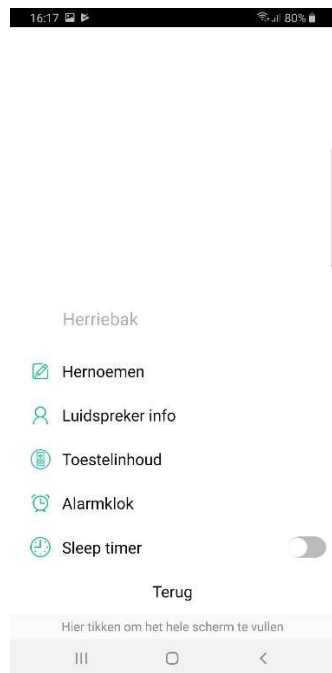 16:17 80%
Herriebak
Hernoemen
Luidspreker info
Toestelinhoud
Alarmklok
Sleep timer
Terug
Hier tikken om het hele scherm te vullen